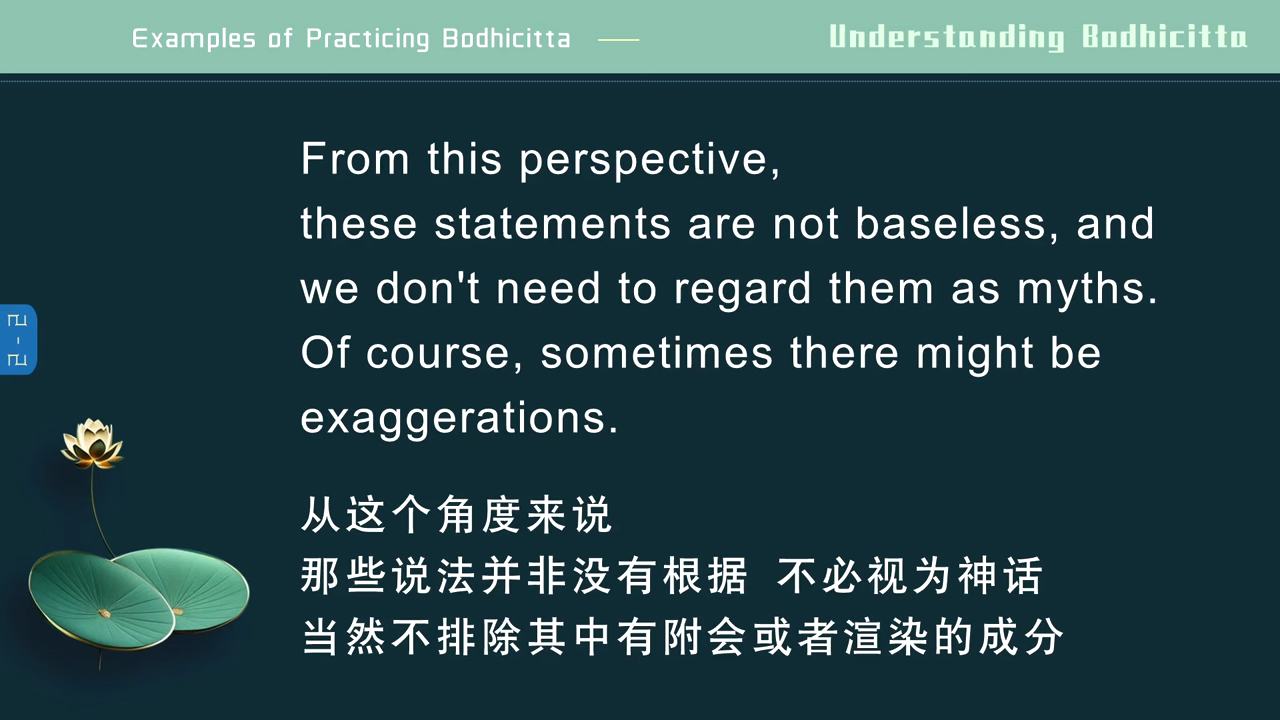 Examples of Practicing Bodhicitta
Understanding Bodhicitta
From this perspective,
these statements are not baseless, and
we don't need to regard them as myths.
Of course, sometimes there might be
exaggerations.
从这个角度来说
那些说法并非没有根据 不必视为神话
当然不排除其中有附会或者渲染的成分